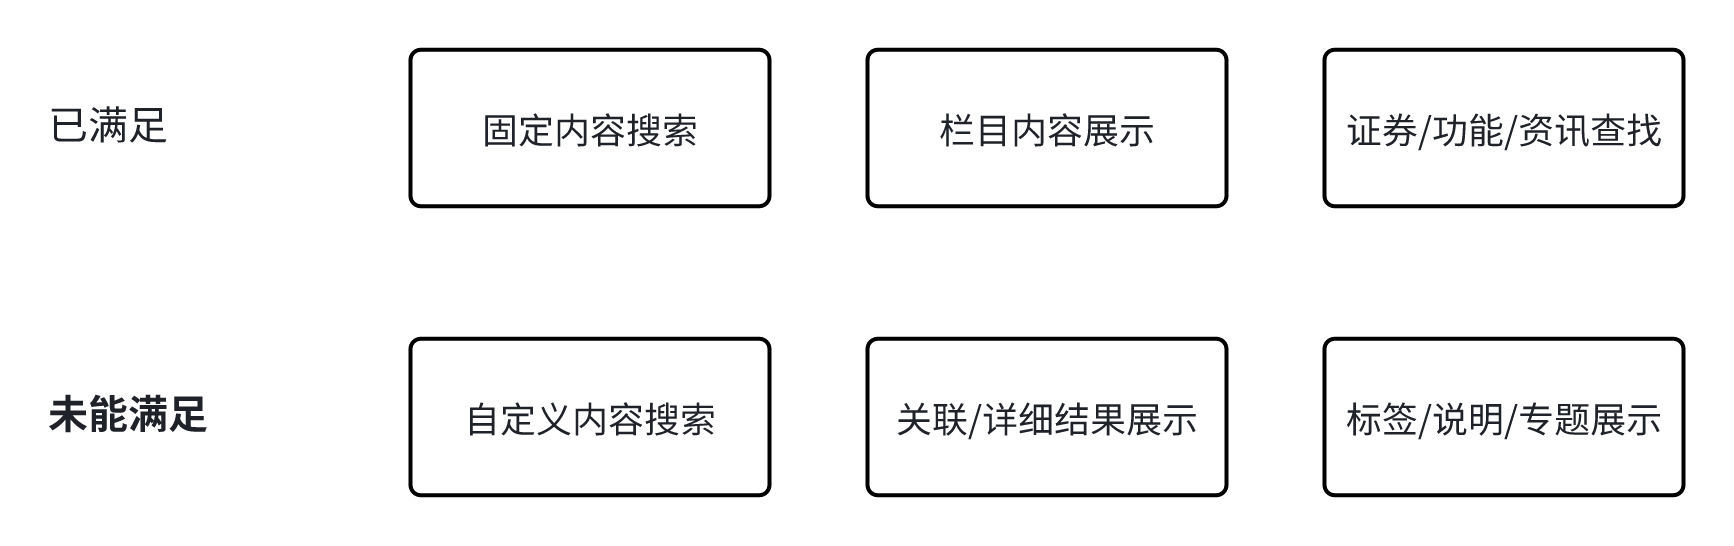 已满足
固定内容搜索
栏目内容展示
证券/功能/资讯查找
未能满足
自定义内容搜索
关联/详细结果展示
标签/说明/专题展示